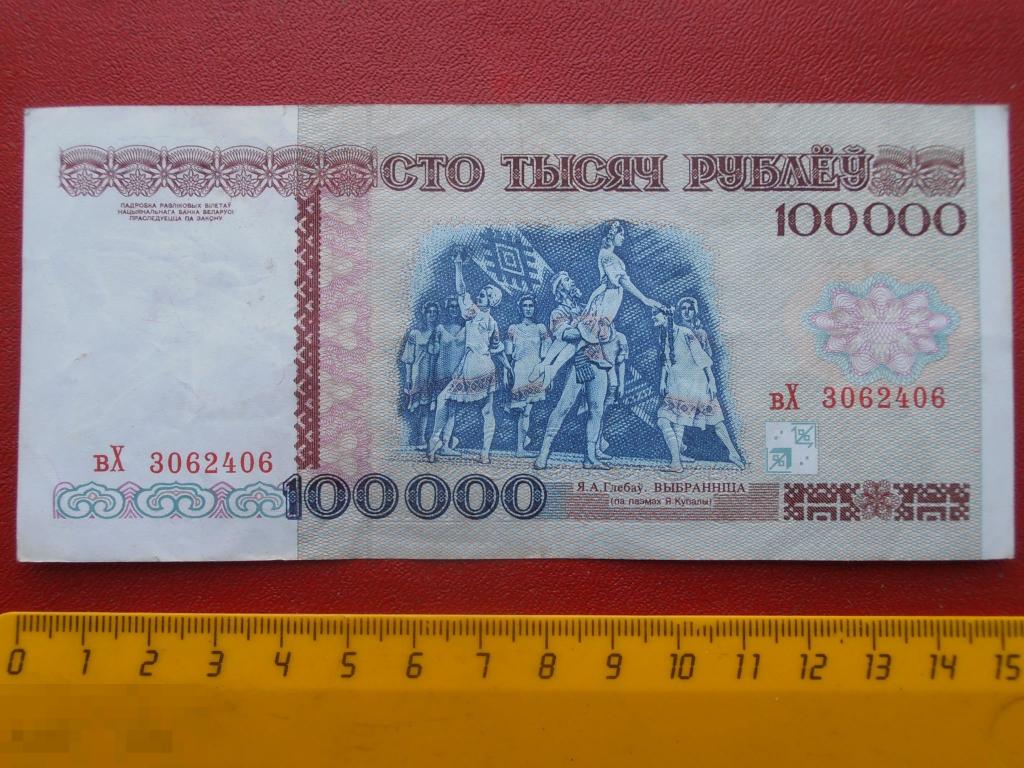 СТО ТЫСЯЧ РУБЛЁЎ
100000
ПАДРОБКА РАЗЛІКОВЫХ БІЛЕТАЎ
НАЦЫЯНАЛЬНАГА БАНКА БЕЛАРУСІ
ПРАСЛЕДУЕЦЦА ПА ЗАКОНУ
вХ 3062406
вХ 3062406
100000
Я.А.Глебаў. ВЫБРАННІЦА
(па паэмах Я.Купалы)
0 1 2 3 4 5 6 7 8 9 10 11 12 13 14 15